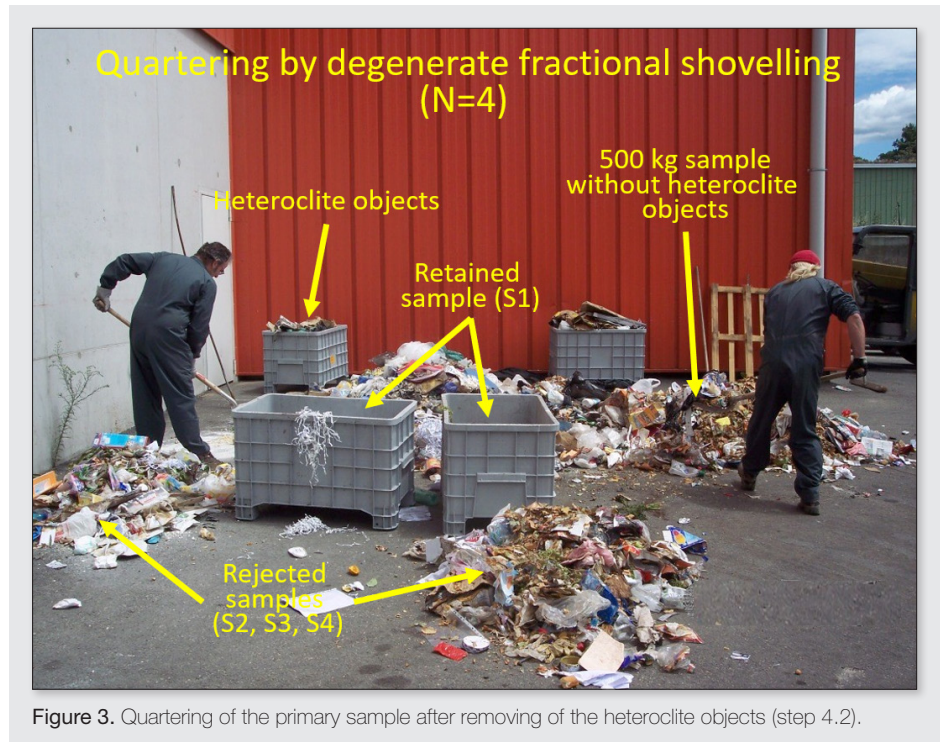 Quartering by degenerate fractional shovelling
(N=4)
500 kg sample
without heteroclite
objects
Heteroclite objects
Retained
sample (S1)
Rejected
samples
(S2, S3, S4)
Figure 3. Quartering of the primary sample after removing of the heteroclite objects (step 4.2).